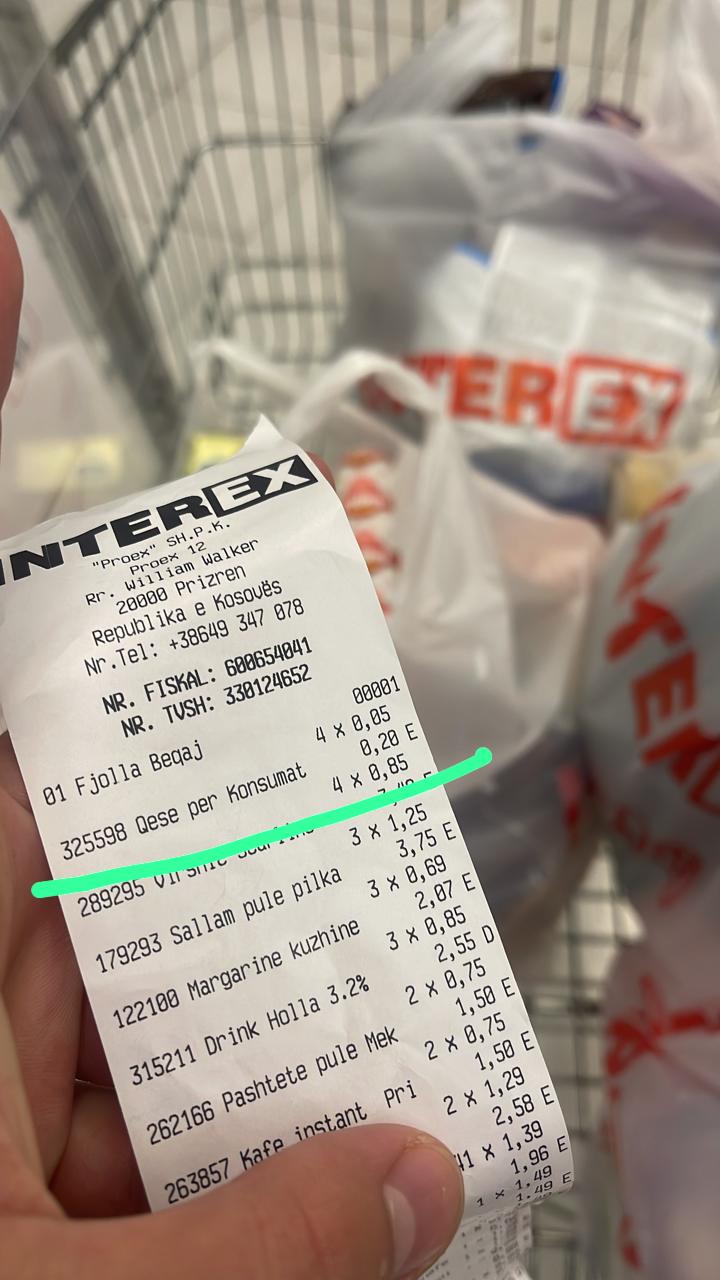 INTEREX
INTEREX
"Proex" SH.P.K.
Proex 12
Rr. William Walker
20000 Prizren
Republika e Kosovës
Nr.Tel: +38649 347 078
NR. FISKAL: 600654041
NR. TVSH: 330124652
01 Fjolla Beqaj 00001
4 x 0,05
325598 Qese per Konsumat 0,20 E
4 x 0,85
289295
3 x 1,25
179293 Sallam pule pilka 3,75 E
3 x 0,69
122100 Margarine kuzhine 2,07 E
3 x 0,85
315211 Drink Holla 3.2% 2,55 D
2 x 0,75
262166 Pashtete pule Mek 1,50 E
2 x 0,75
263857 Kafe instant Pri 1,50 E
2 x 1,29
2,58 E
x 1,39
1,96 E
1 x 1,49
1,49 E